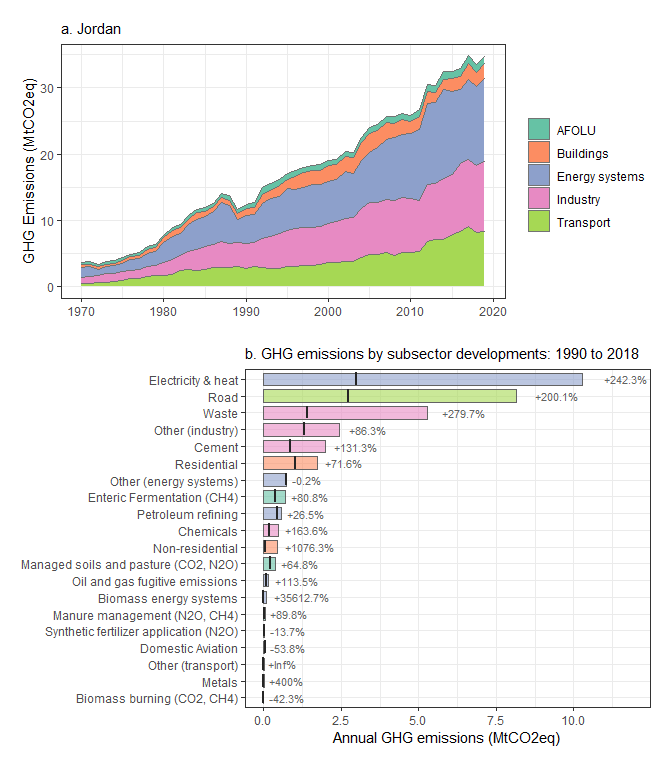 a. Jordan
GHG Emissions (MtCO2eq)
30
20
10
0
1970
1980
1990
2000
2010
2020
AFOLU
Buildings
Energy systems
Industry
Transport
b. GHG emissions by subsector developments: 1990 to 2018
Electricity & heat +242.3%
Road +200.1%
Waste +279.7%
Other (industry) +86.3%
Cement +131.3%
Residential +71.6%
Other (energy systems) -0.2%
Enteric Fermentation (CH4) +80.8%
Petroleum refining +26.5%
Chemicals +163.6%
Non-residential +1076.3%
Managed soils and pasture (CO2, N2O) +64.8%
Oil and gas fugitive emissions +113.5%
Biomass energy systems +35612.7%
Manure management (N2O, CH4) +89.8%
Synthetic fertilizer application (N2O) -13.7%
Domestic Aviation -53.8%
Other (transport) +Inf%
Metals +400%
Biomass burning (CO2, CH4) -42.3%
0.0
2.5
5.0
7.5
10.0
Annual GHG emissions (MtCO2eq)